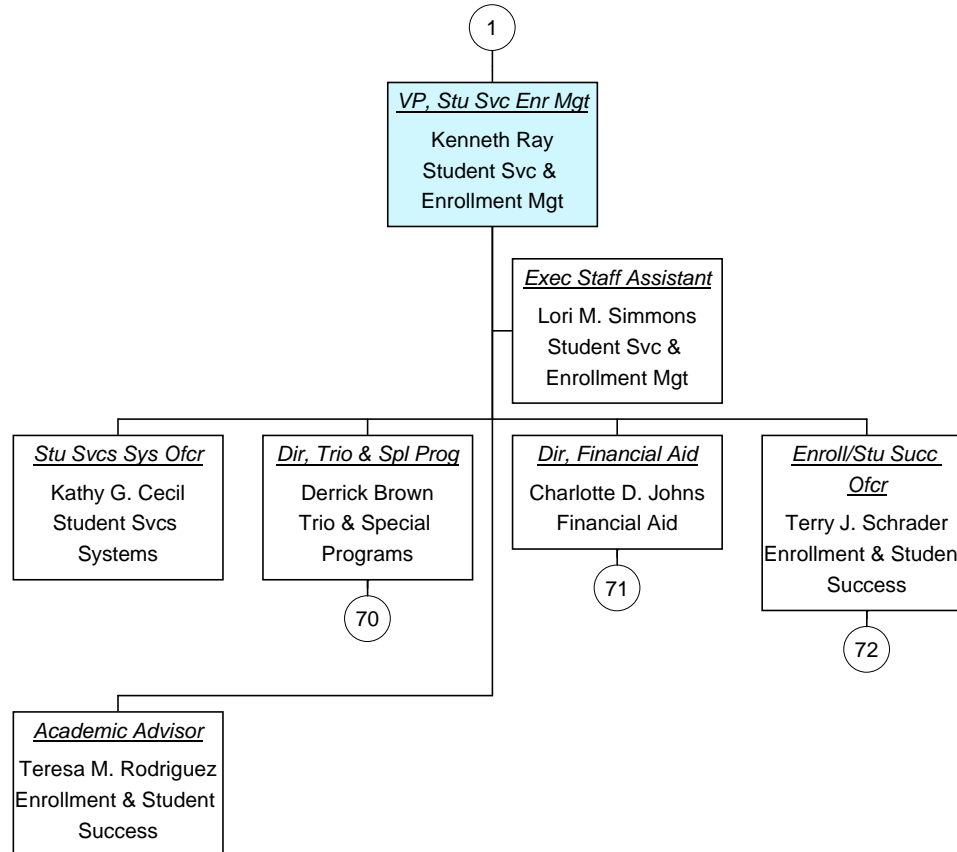 1
VP, Stu Svc Enr Mgt
Kenneth Ray
Student Svc &
Enrollment Mgt
Exec Staff Assistant
Lori M. Simmons
Student Svc &
Enrollment Mgt
Stu Svcs Sys Ofcr
Kathy G. Cecil
Student Svcs
Systems
Dir, Trio & Spl Prog
Derrick Brown
Trio & Special
Programs
70
Dir, Financial Aid
Charlotte D. Johns
Financial Aid
71
Enroll/Stu Succ
Ofcr
Terry J. Schrader
Enrollment & Studen
Success
72
Academic Advisor
Teresa M. Rodriguez
Enrollment & Student
Success